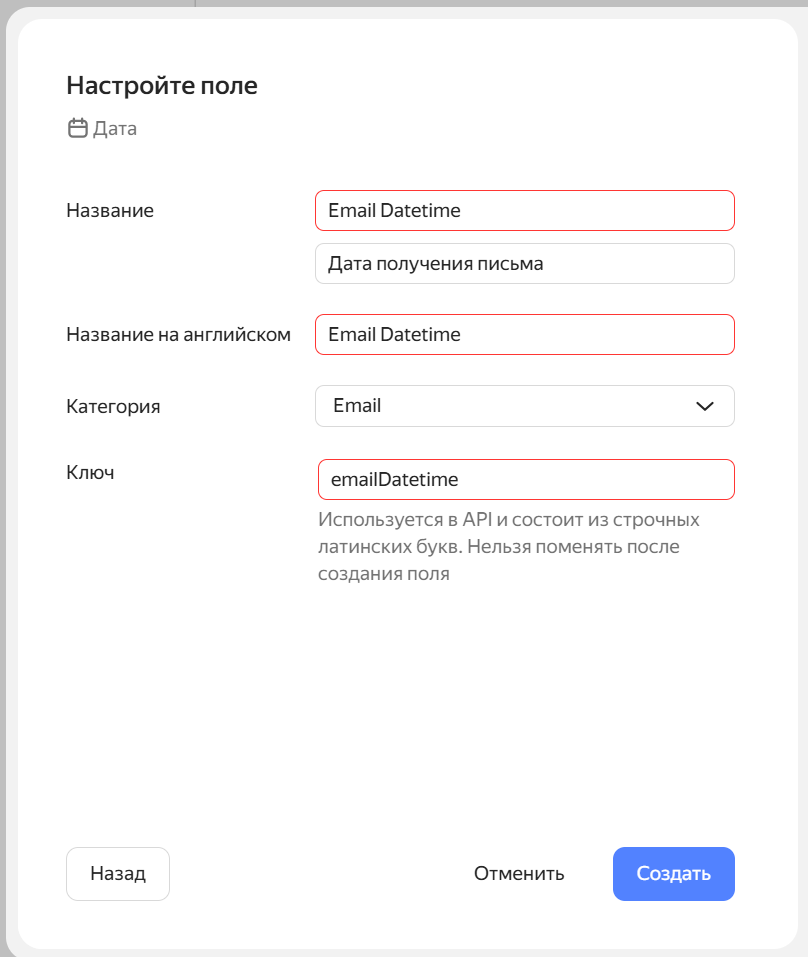 Настройте поле
Дата
Название
Email Datetime
Дата получения письма
Название на английском
Email Datetime
Категория
Email
Ключ
emailDatetime
Используется в API и состоит из строчных
латинских букв. Нельзя поменять после
создания поля
Назад
Отменить
Создать